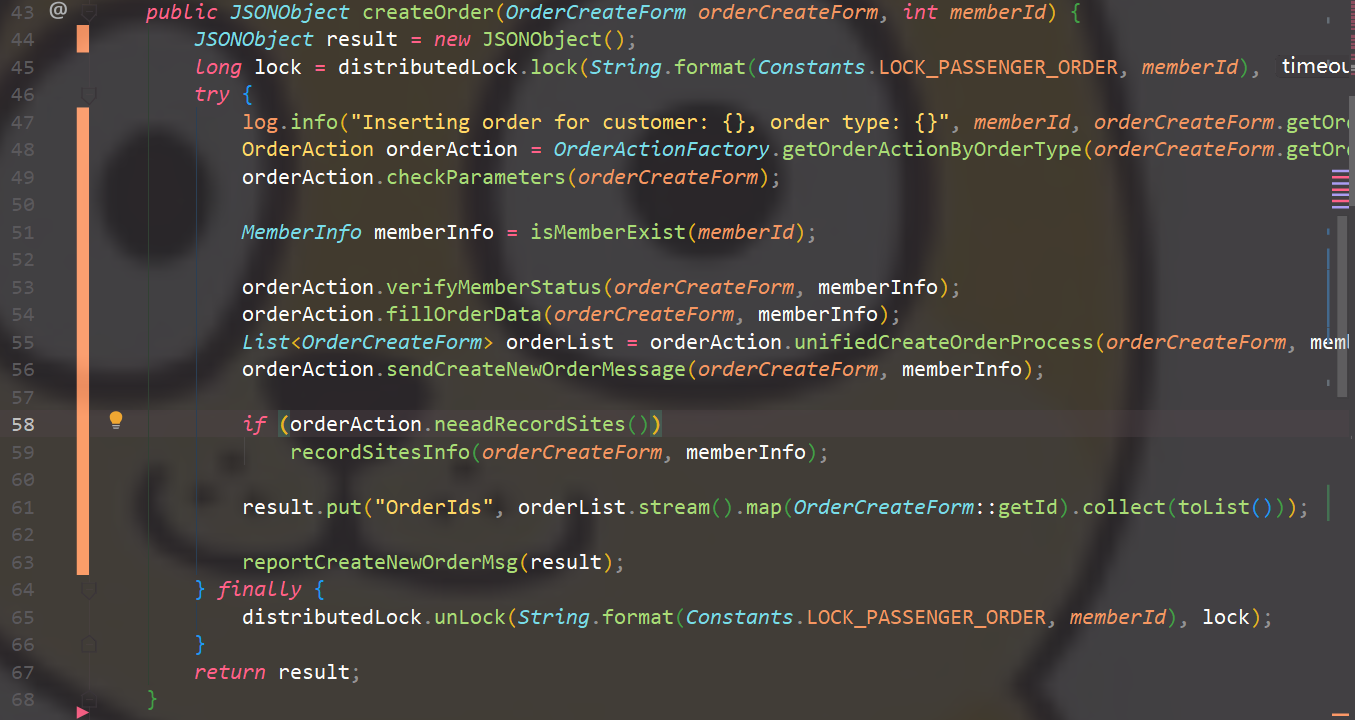 43 @ public JSONObject createOrder(OrderCreateForm orderCreateForm, int memberId) {
44 JSONObject result = new JSONObject();
45 long lock = distributedLock.lock(String.format(Constants.LOCK_PASSENGER_ORDER, memberId),
46 try {
47 log.info("Inserting order for customer: {}, order type: {}", memberId, orderCreateForm.
48 OrderAction orderAction = OrderActionFactory.getOrderActionByOrderType(orderCreateForm.
49 orderAction.checkParameters(orderCreateForm);
50
51 MemberInfo memberInfo = isMemberExist(memberId);
52
53 orderAction.verifyMemberStatus(orderCreateForm, memberInfo);
54 orderAction.fillOrderData(orderCreateForm, memberInfo);
55 List<OrderCreateForm> orderList = orderAction.unifiedCreateOrderProcess(orderCreateForm,
56 orderAction.sendCreateNewOrderMessage(orderCreateForm, memberInfo);
57
58 if (orderAction.neeadRecordSites())
59 recordSitesInfo(orderCreateForm, memberInfo);
60
61 result.put("OrderIds", orderList.stream().map(OrderCreateForm::getId).collect(toList()));
62
63 reportCreateNewOrderMsg(result);
64 } finally {
65 distributedLock.unLock(String.format(Constants.LOCK_PASSENGER_ORDER, memberId), lock);
66 }
67 return result;
68 }